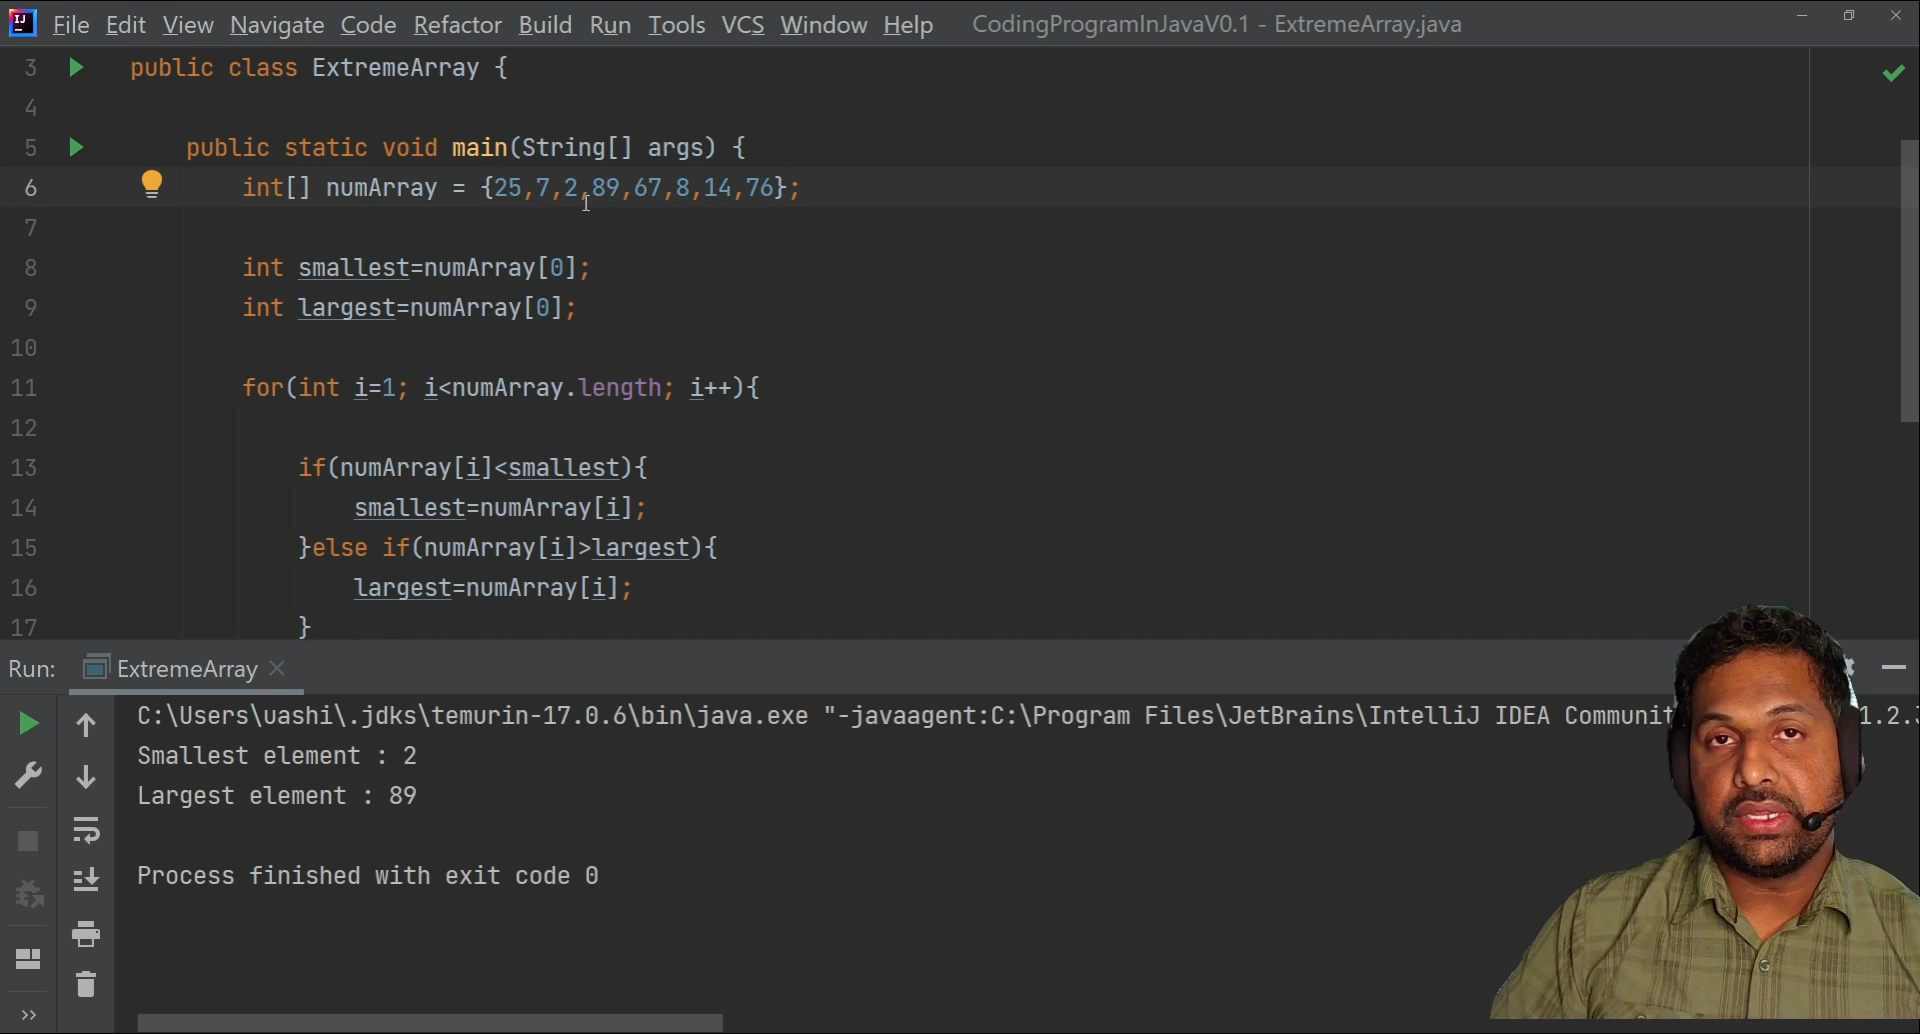 IJ File Edit View Navigate Code Refactor Build Run Tools VCS Window Help CodingProgramInJavaV0.1 - ExtremeArray.java
3 public class ExtremeArray {
4
5 public static void main(String[] args) {
6 int[] numArray = {25,7,2,89,67,8,14,76};
7
8 int smallest=numArray[0];
9 int largest=numArray[0];
10
11 for(int i=1; i<numArray.length; i++){
12
13 if(numArray[i]<smallest){
14 smallest=numArray[i];
15 }else if(numArray[i]>largest){
16 largest=numArray[i];
17 }
Run: ExtremeArray
C:\Users\uashi\.jdks\temurin-17.0.6\bin\java.exe "-javaagent:C:\Program Files\JetBrains\IntelliJ IDEA Communit 1.2.
Smallest element : 2
Largest element : 89
Process finished with exit code 0